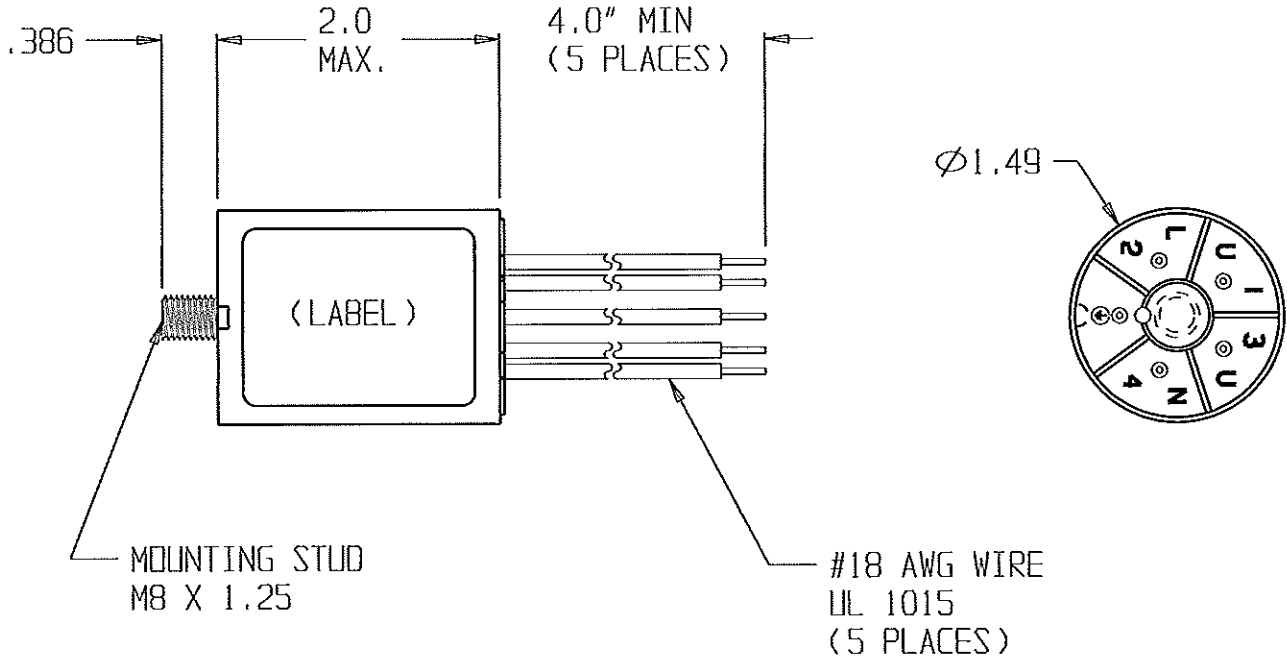 .386
2.0
MAX.
4.0" MIN
(5 PLACES)
Ø1.49
L
2
U
1
3
U
N
4
(LABEL)
MOUNTING STUD
M8 X 1.25
#18 AWG WIRE
UL 1015
(5 PLACES)